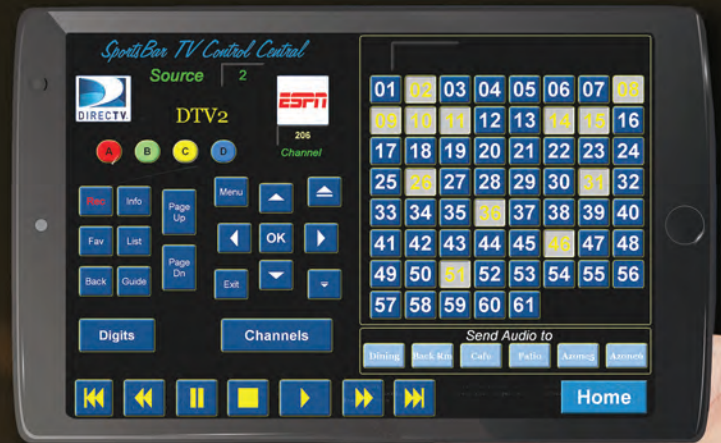 SportsBar TV Control Central
Source 2
DIRECTV
DTV2
ESPN
206
Channel
A B C D
Rec Info Page Up Menu
Fav List OK
Back Guide Page Dn Exit
Digits Channels
01 02 03 04 05 06 07 08
09 10 11 12 13 14 15 16
17 18 19 20 21 22 23 24
25 26 27 28 29 30 31 32
33 34 35 36 37 38 39 40
41 42 43 44 45 46 47 48
49 50 51 52 53 54 55 56
57 58 59 60 61
Send Audio to
Dining Back Rm Cafe Patio Azone5 Azone6
Home